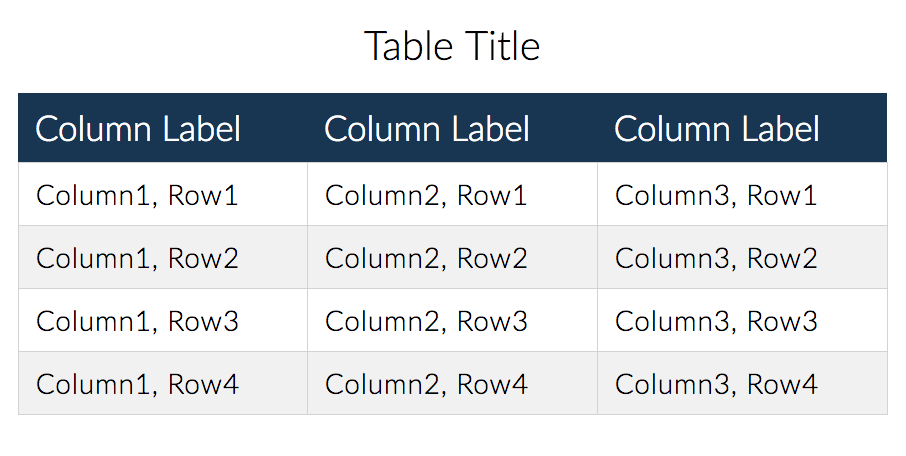 Table Title
Column Label Column Label Column Label
Column1, Row1 Column2, Row1 Column3, Row1
Column1, Row2 Column2, Row2 Column3, Row2
Column1, Row3 Column2, Row3 Column3, Row3
Column1, Row4 Column2, Row4 Column3, Row4